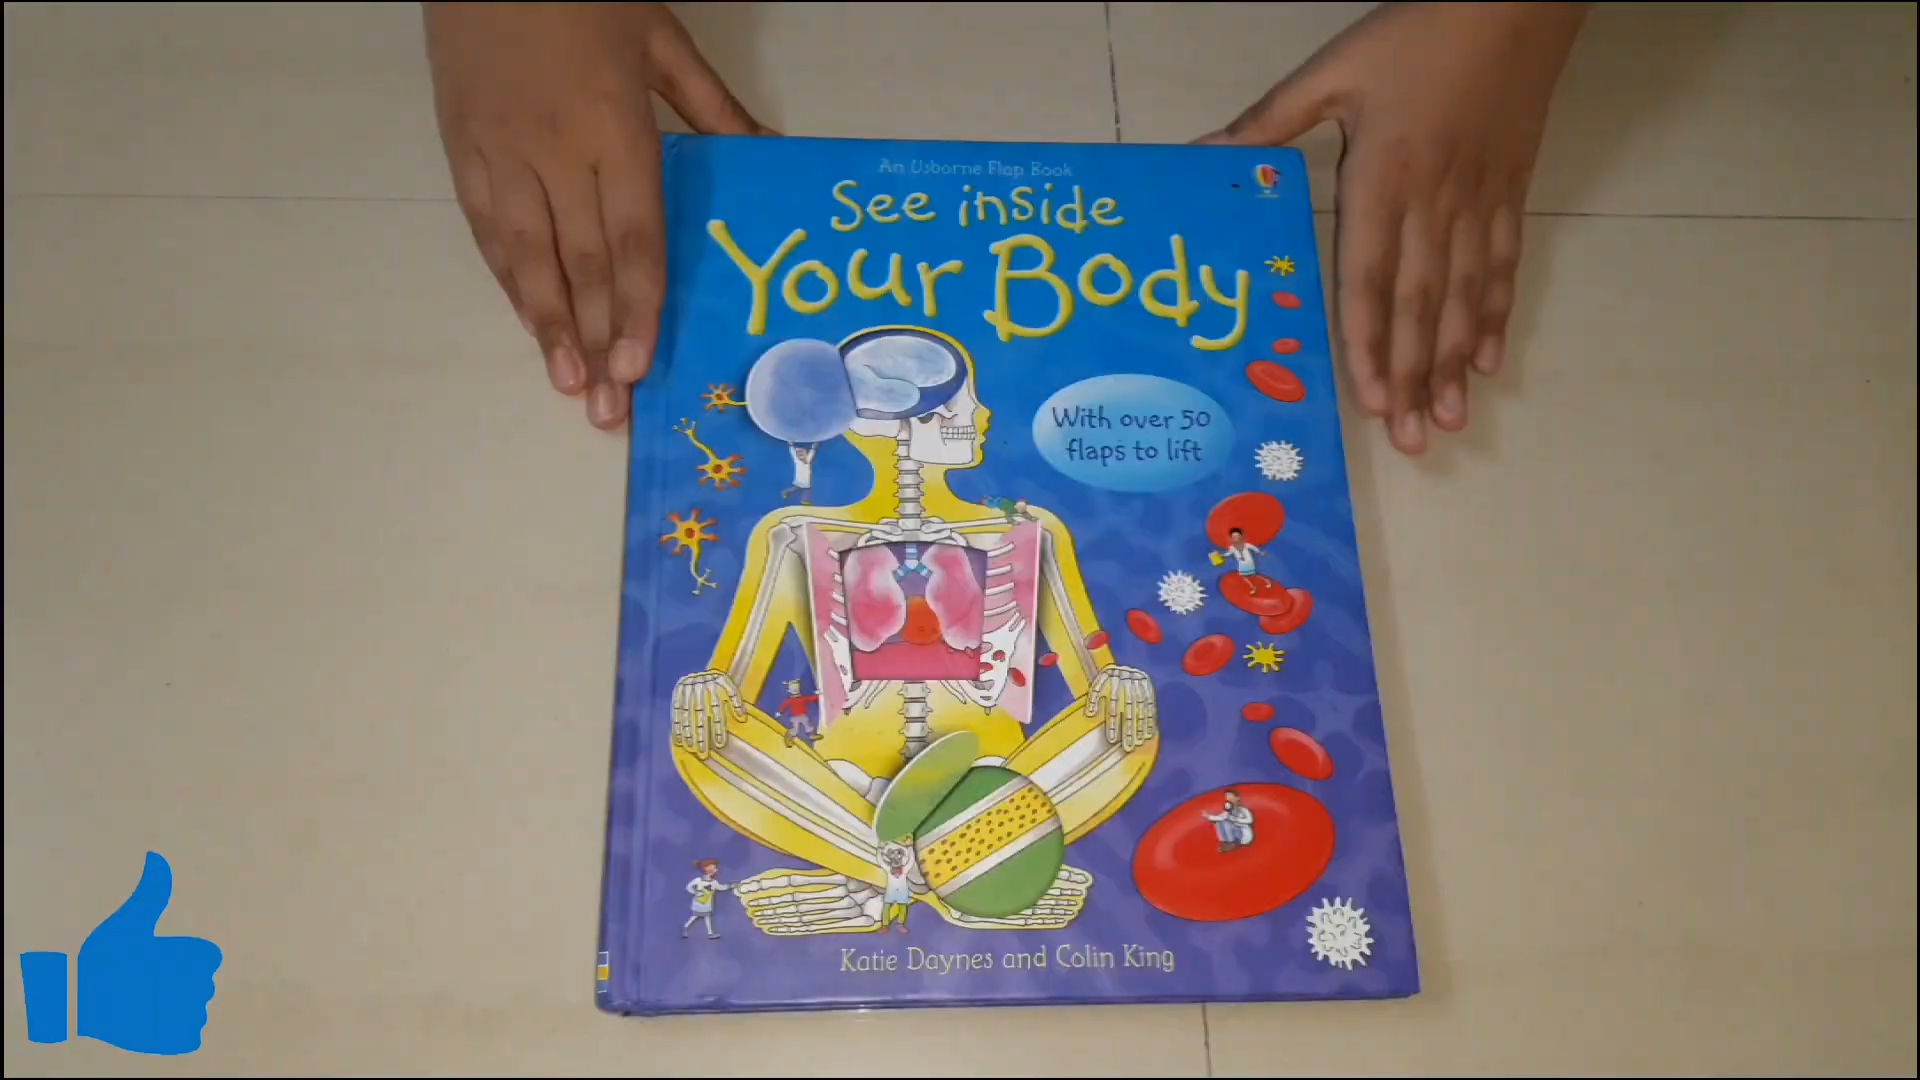 An Usborne Flap Book
See inside
Your Body
With over 50
flaps to lift
Katie Daynes and Colin King